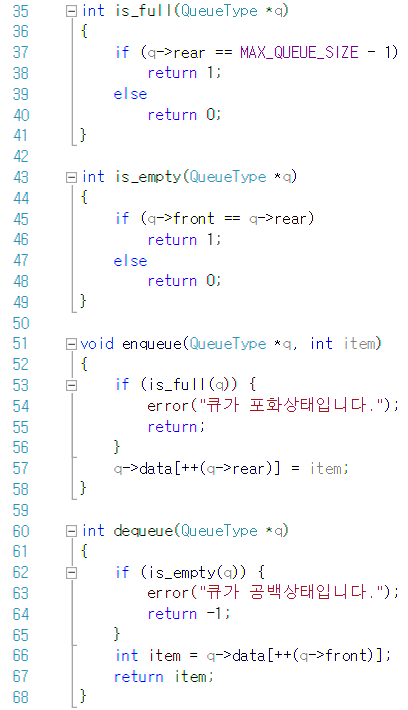 35 int is_full(QueueType *q)
36 {
37     if (q->rear == MAX_QUEUE_SIZE - 1)
38         return 1;
39     else
40         return 0;
41 }
42
43 int is_empty(QueueType *q)
44 {
45     if (q->front == q->rear)
46         return 1;
47     else
48         return 0;
49 }
50
51 void enqueue(QueueType *q, int item)
52 {
53     if (is_full(q)) {
54         error("큐가 포화상태입니다.");
55         return;
56     }
57     q->data[++(q->rear)] = item;
58 }
59
60 int dequeue(QueueType *q)
61 {
62     if (is_empty(q)) {
63         error("큐가 공백상태입니다.");
64         return -1;
65     }
66     int item = q->data[++(q->front)];
67     return item;
68 }